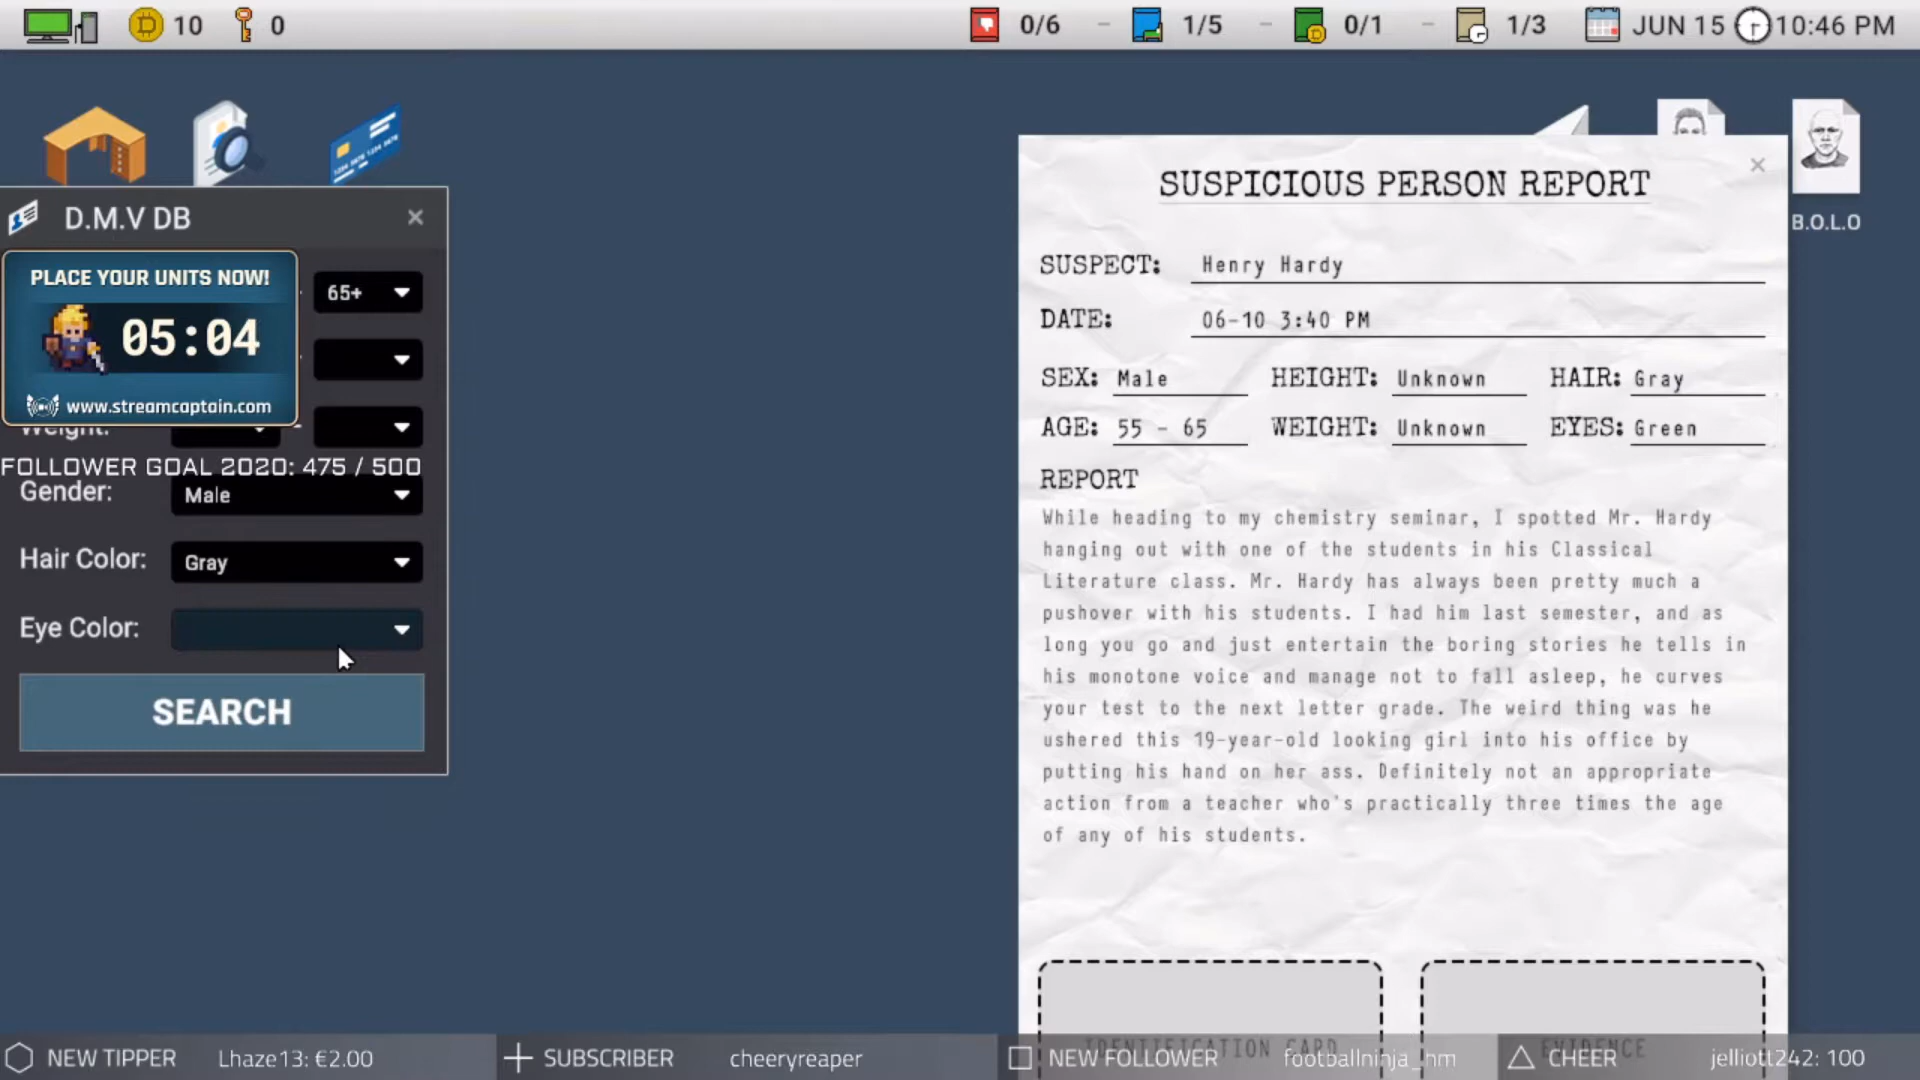 10
0
0/6
1/5
0/1
1/3
JUN 15
10:46 PM
B.O.L.O
D.M.V DB
PLACE YOUR UNITS NOW!
05:04
www.streamcaptain.com
65+
Weight:
FOLLOWER GOAL 2020: 475 / 500
Gender: Male
Hair Color: Gray
Eye Color:
SEARCH
SUSPICIOUS PERSON REPORT
SUSPECT: Henry Hardy
DATE: 06-10 3:40 PM
SEX: Male HEIGHT: Unknown HAIR: Gray
AGE: 55 - 65 WEIGHT: Unknown EYES: Green
REPORT
While heading to my chemistry seminar, I spotted Mr. Hardy
hanging out with one of the students in his Classical
Literature class. Mr. Hardy has always been pretty much a
pushover with his students. I had him last semester, and as
long you go and just entertain the boring stories he tells in
his monotone voice and manage not to fall asleep, he curves
your test to the next letter grade. The weird thing was he
ushered this 19-year-old looking girl into his office by
putting his hand on her ass. Definitely not an appropriate
action from a teacher who's practically three times the age
of any of his students.
IDENTIFICATION CARD
EVIDENCE
NEW TIPPER Lhaze13: €2.00
SUBSCRIBER cheeryreaper
NEW FOLLOWER footballninja_hm
CHEER jelliott242: 100